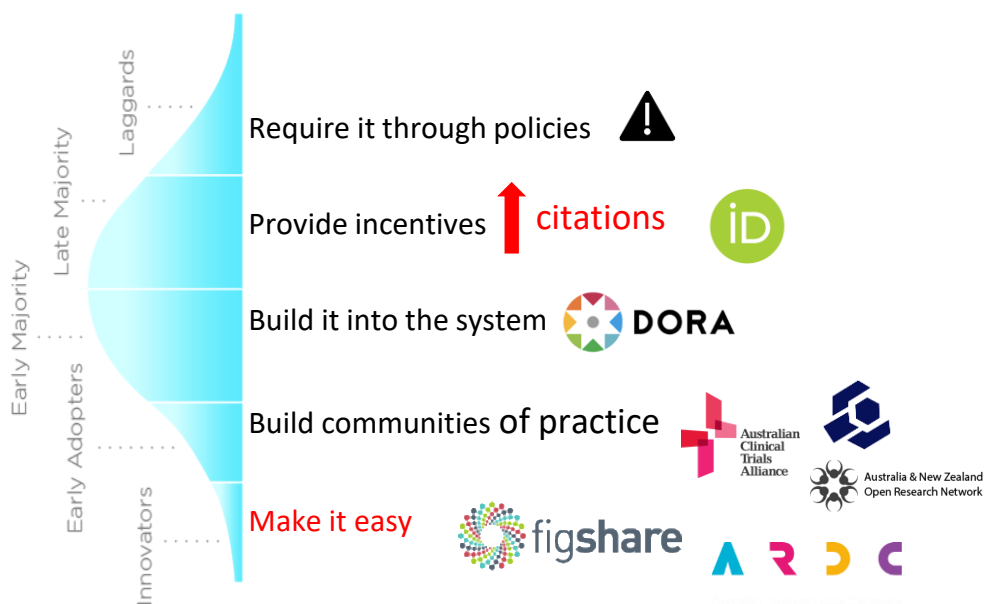 Laggards
Require it through policies
!
Late Majority
Provide incentives
citations
iD
Early Majority
Build it into the system
DORA
Early Adopters
Build communities of practice
Australian
Clinical
Trials
Alliance
Australia & New Zealand
Open Research Network
Innovators
Make it easy
figshare
ARDC